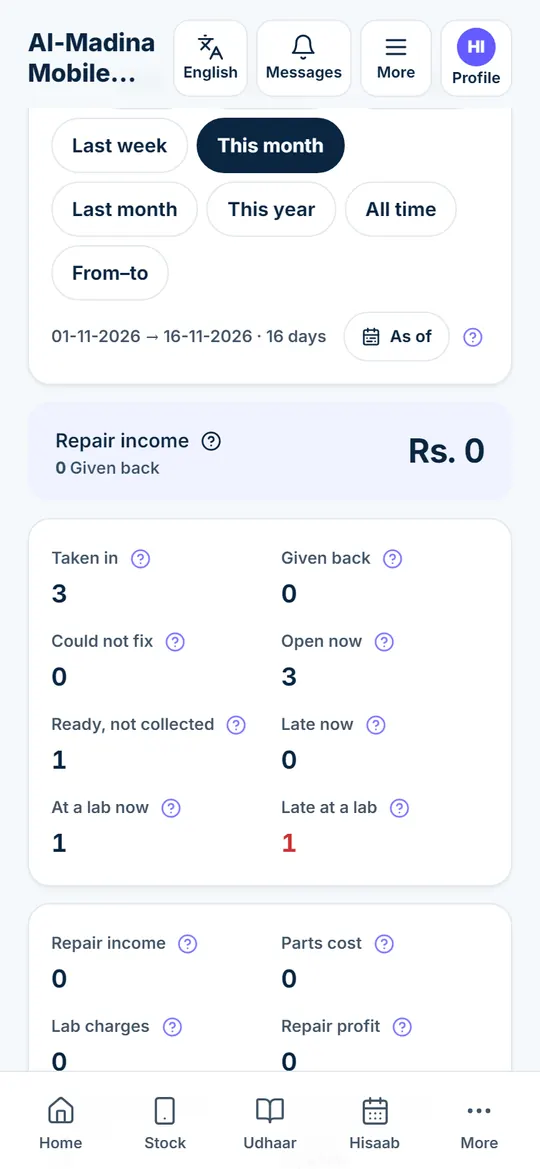 Al-Madina
Mobile...
English
Messages
More
HI
Profile
Last week
This month
Last month
This year
All time
From–to
01-11-2026 → 16-11-2026 · 16 days
As of
Repair income
0 Given back
Rs. 0
Taken in
Given back
3
0
Could not fix
Open now
0
3
Ready, not collected
Late now
1
0
At a lab now
Late at a lab
1
1
Repair income
Parts cost
0
0
Lab charges
Repair profit
0
0
Home
Stock
Udhaar
Hisaab
More